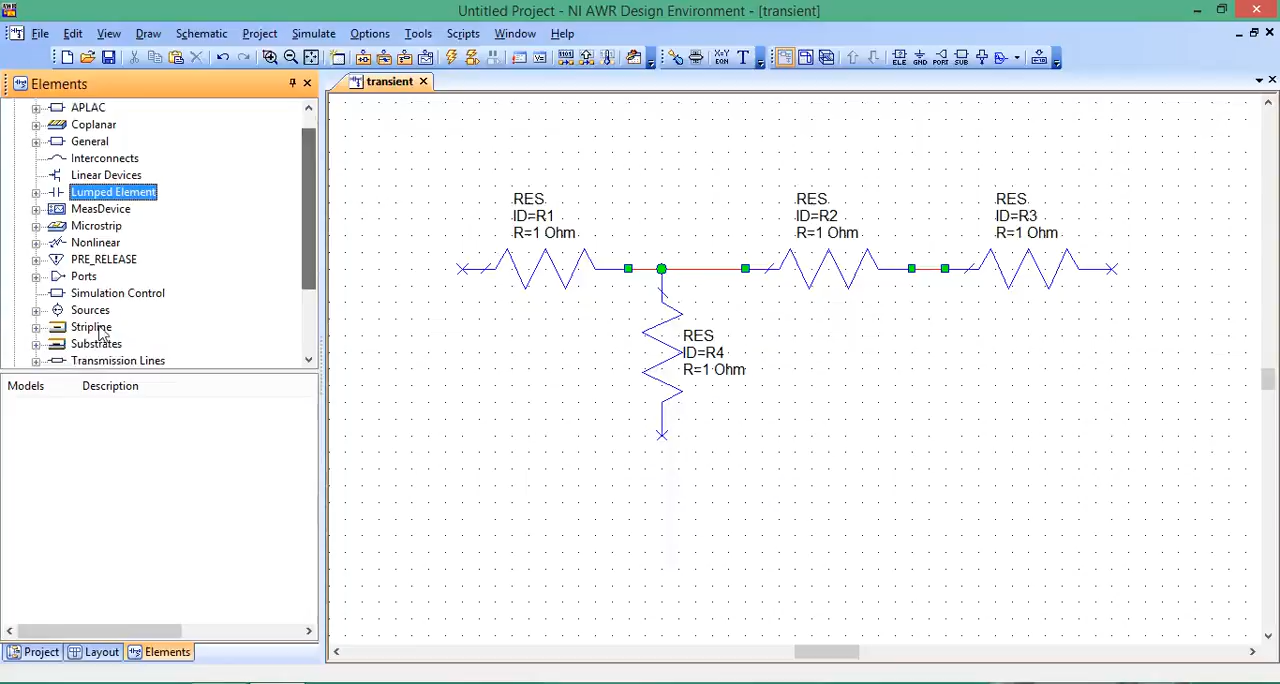 Untitled Project - NI AWR Design Environment - [transient]
File Edit View Draw Schematic Project Simulate Options Tools Scripts Window Help
Elements
transient
APLAC
Coplanar
General
Interconnects
Linear Devices
Lumped Element
MeasDevice
Microstrip
Nonlinear
PRE_RELEASE
Ports
Simulation Control
Sources
Stripline
Substrates
Transmission Lines
Models Description
RES
ID=R1
R=1 Ohm
RES
ID=R2
R=1 Ohm
RES
ID=R3
R=1 Ohm
RES
ID=R4
R=1 Ohm
Project Layout Elements